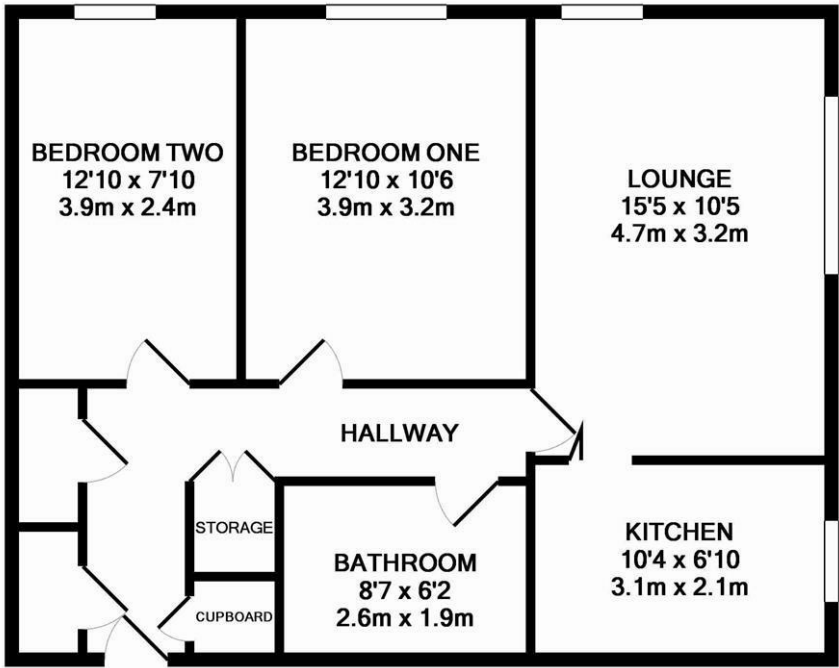 BEDROOM TWO
12'10 x 7'10
3.9m x 2.4m
BEDROOM ONE
12'10 x 10'6
3.9m x 3.2m
LOUNGE
15'5 x 10'5
4.7m x 3.2m
HALLWAY
STORAGE
CUPBOARD
BATHROOM
8'7 x 6'2
2.6m x 1.9m
KITCHEN
10'4 x 6'10
3.1m x 2.1m